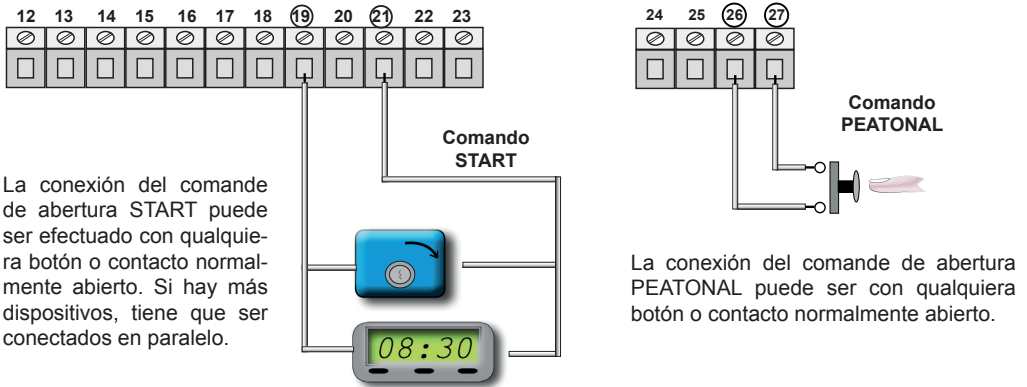 12 13 14 15 16 17 18 19 20 21 22 23
Comando
START
La conexión del comande
de abertura START puede
ser efectuado con qualquie-
ra botón o contacto normal-
mente abierto. Si hay más
dispositivos, tiene que ser
conectados en paralelo.
08:30
24 25 26 27
Comando
PEATONAL
La conexión del comande de abertura
PEATONAL puede ser con qualquiera
botón o contacto normalmente abierto.